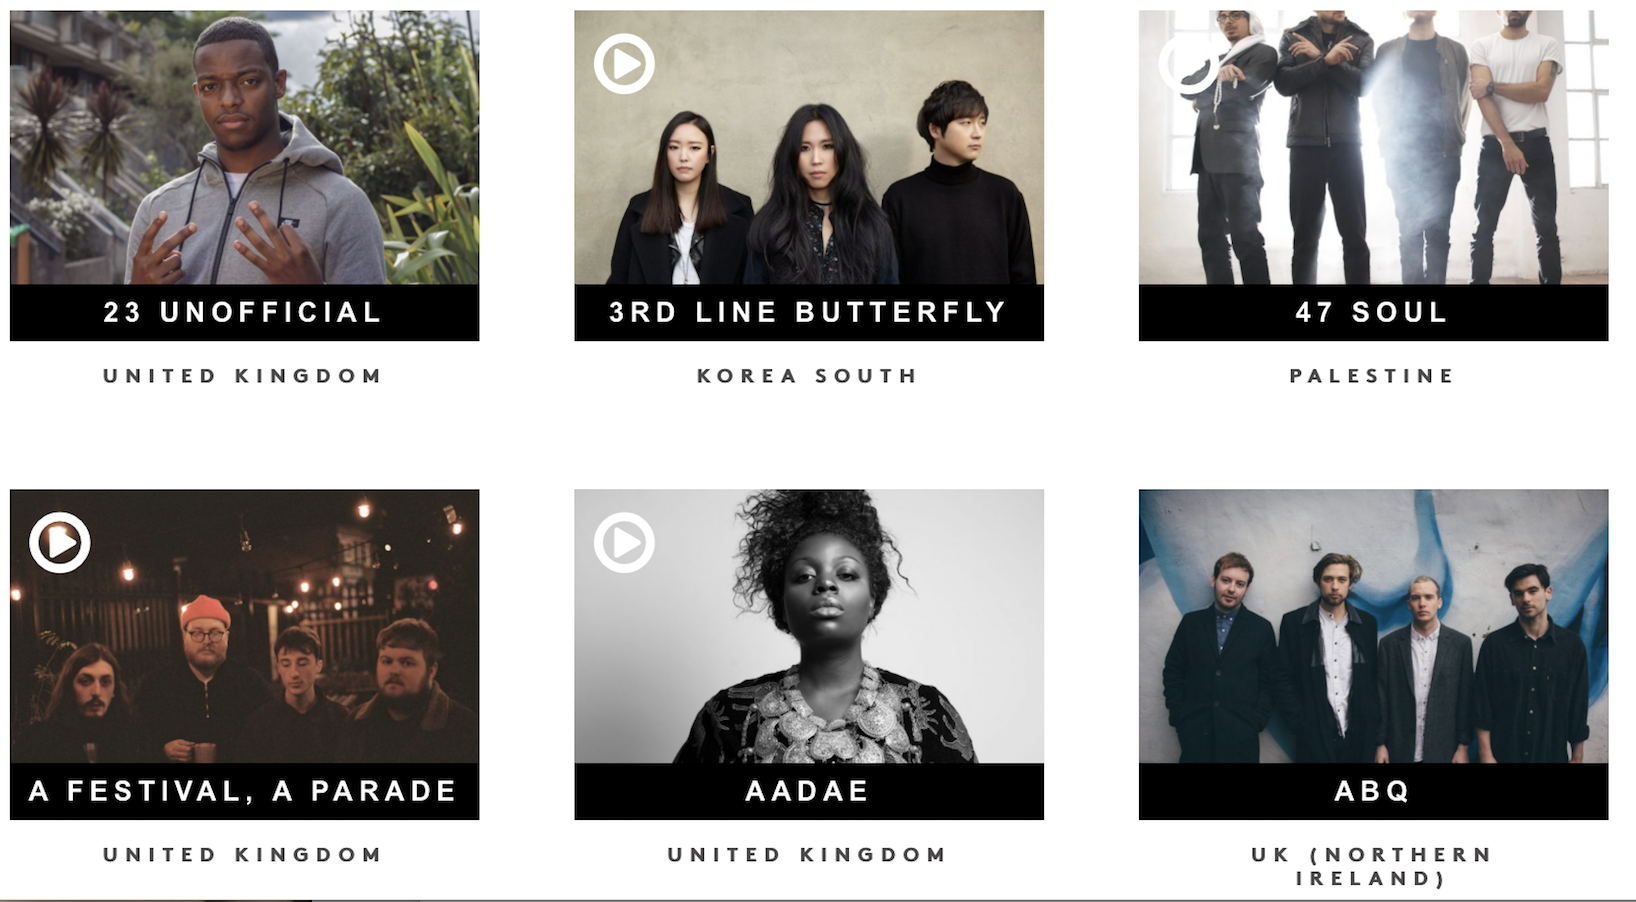 23 UNOFFICIAL
UNITED KINGDOM
3RD LINE BUTTERFLY
KOREA SOUTH
47 SOUL
PALESTINE
A FESTIVAL, A PARADE
UNITED KINGDOM
AADAE
UNITED KINGDOM
ABQ
UK (NORTHERN
IRELAND)